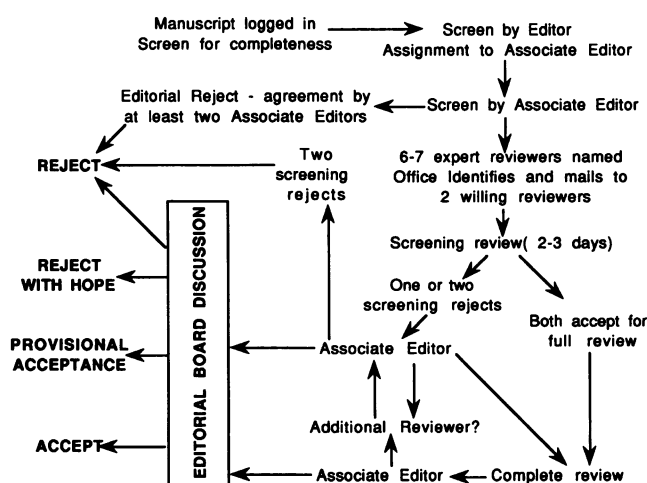 Manuscript logged in
Screen for completeness
Screen by Editor
Assignment to Associate Editor
Editorial Reject - agreement by
at least two Associate Editors
Screen by Associate Editor
REJECT
Two
screening
rejects
6-7 expert reviewers named
Office Identifies and mails to
2 willing reviewers
Screening review( 2-3 days)
REJECT
WITH HOPE
EDITORIAL BOARD DISCUSSION
One or two
screening rejects
Both accept for
full review
PROVISIONAL
ACCEPTANCE
Associate Editor
Additional Reviewer?
ACCEPT
Associate Editor
Complete review